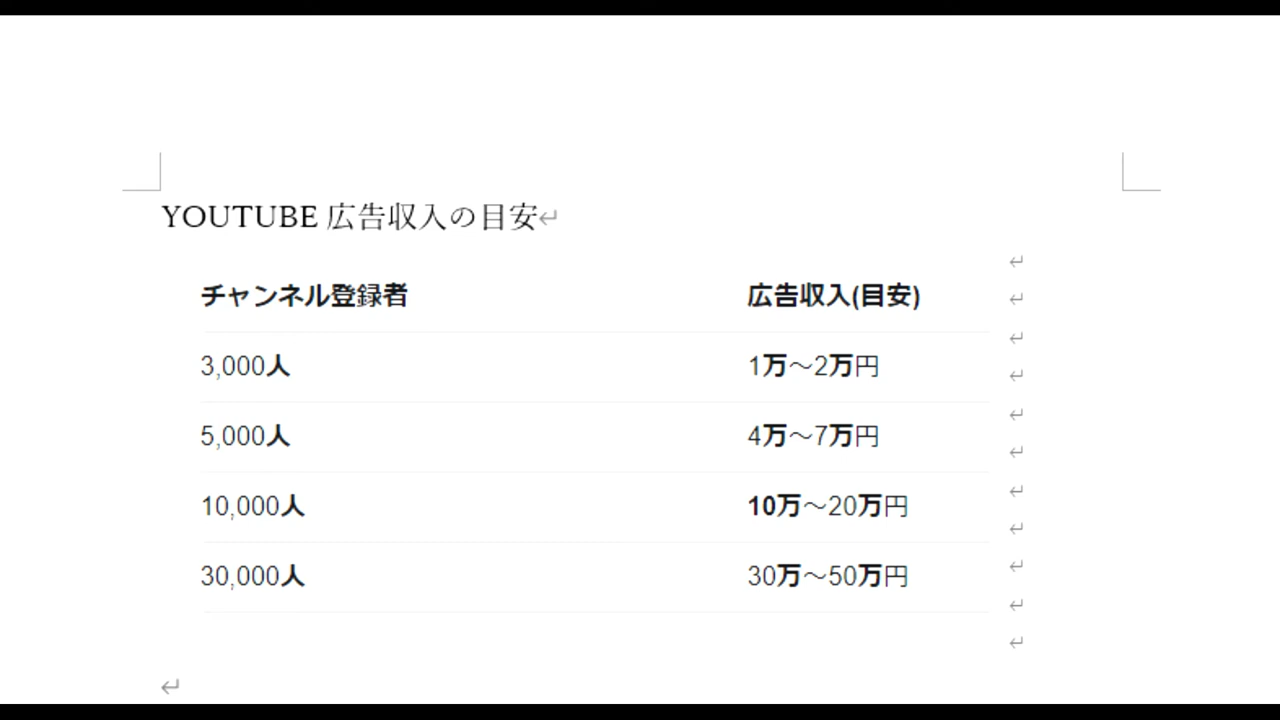 YOUTUBE 広告収入の目安
チャンネル登録者 広告収入(目安)
3,000人 1万～2万円
5,000人 4万～7万円
10,000人 10万～20万円
30,000人 30万～50万円